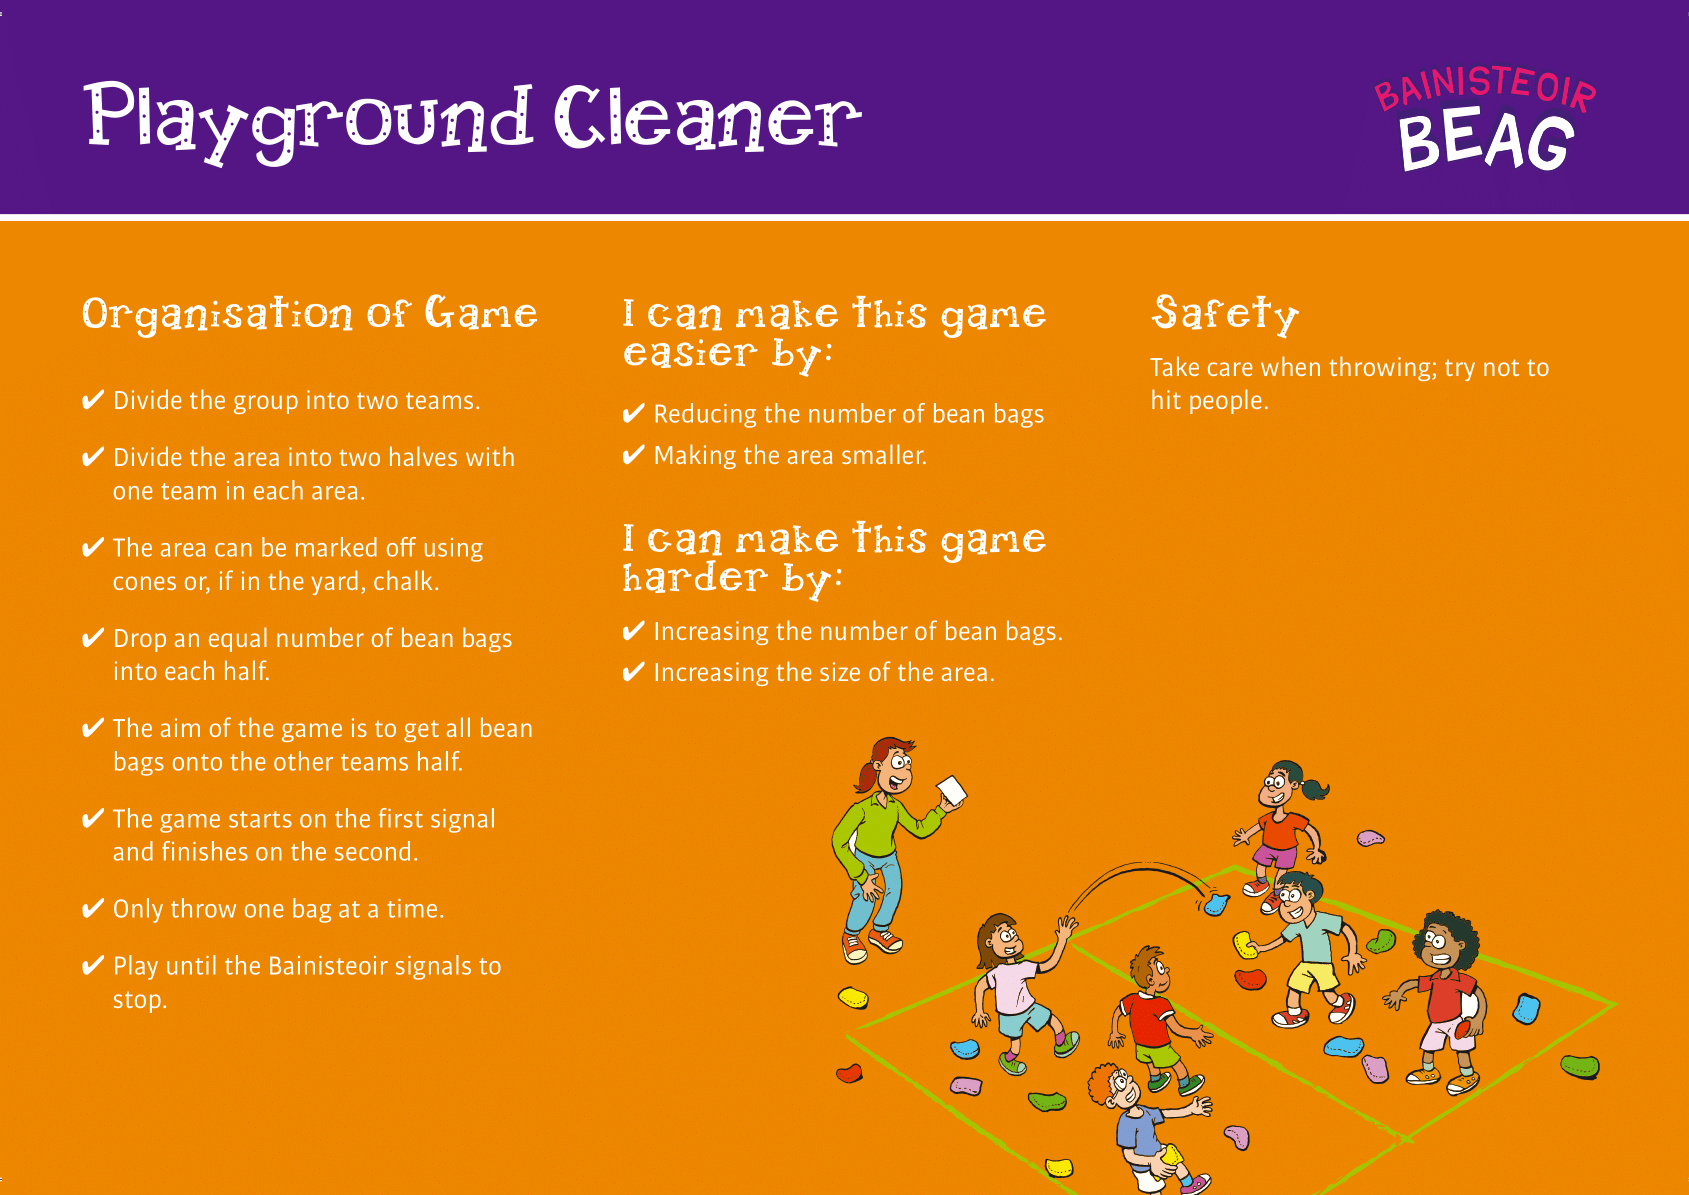 Playground Cleaner
BAINISTEOIR
BEAG
Organisation of Game
✔ Divide the group into two teams.
✔ Divide the area into two halves with
one team in each area.
✔ The area can be marked off using
cones or, if in the yard, chalk.
✔ Drop an equal number of bean bags
into each half.
✔ The aim of the game is to get all bean
bags onto the other teams half.
✔ The game starts on the first signal
and finishes on the second.
✔ Only throw one bag at a time.
✔ Play until the Bainisteoir signals to
stop.
I can make this game
easier by:
✔ Reducing the number of bean bags
✔ Making the area smaller.
I can make this game
harder by:
✔ Increasing the number of bean bags.
✔ Increasing the size of the area.
Safety
Take care when throwing; try not to
hit people.